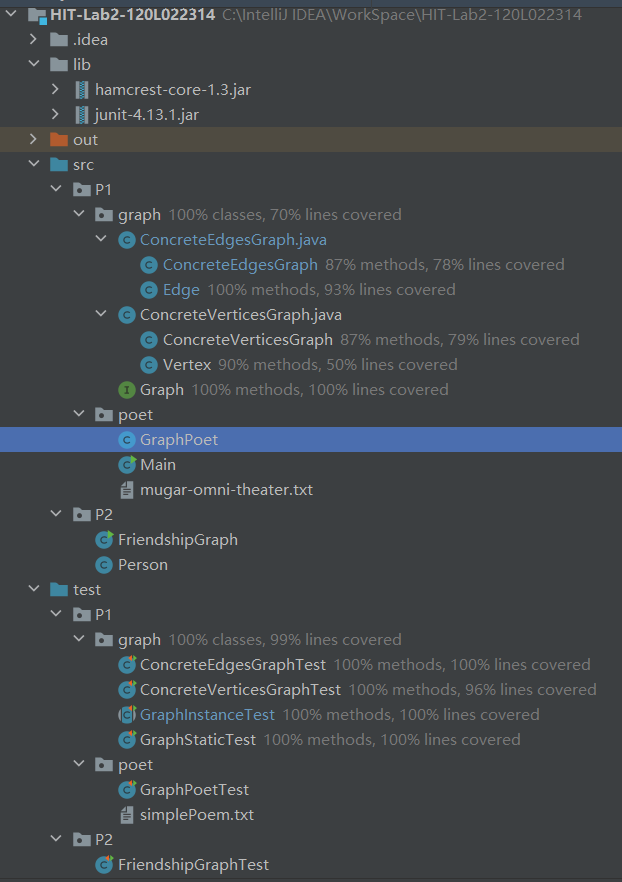 HIT-Lab2-120L022314 C:\IntelliJ IDEA\WorkSpace\HIT-Lab2-120L022314
.idea
lib
hamcrest-core-1.3.jar
junit-4.13.1.jar
out
src
P1
graph 100% classes, 70% lines covered
ConcreteEdgesGraph.java
ConcreteEdgesGraph 87% methods, 78% lines covered
Edge 100% methods, 93% lines covered
ConcreteVerticesGraph.java
ConcreteVerticesGraph 87% methods, 79% lines covered
Vertex 90% methods, 50% lines covered
Graph 100% methods, 100% lines covered
poet
GraphPoet
Main
mugar-omni-theater.txt
P2
FriendshipGraph
Person
test
P1
graph 100% classes, 99% lines covered
ConcreteEdgesGraphTest 100% methods, 100% lines covered
ConcreteVerticesGraphTest 100% methods, 96% lines covered
GraphInstanceTest 100% methods, 100% lines covered
GraphStaticTest 100% methods, 100% lines covered
poet
GraphPoetTest
simplePoem.txt
P2
FriendshipGraphTest